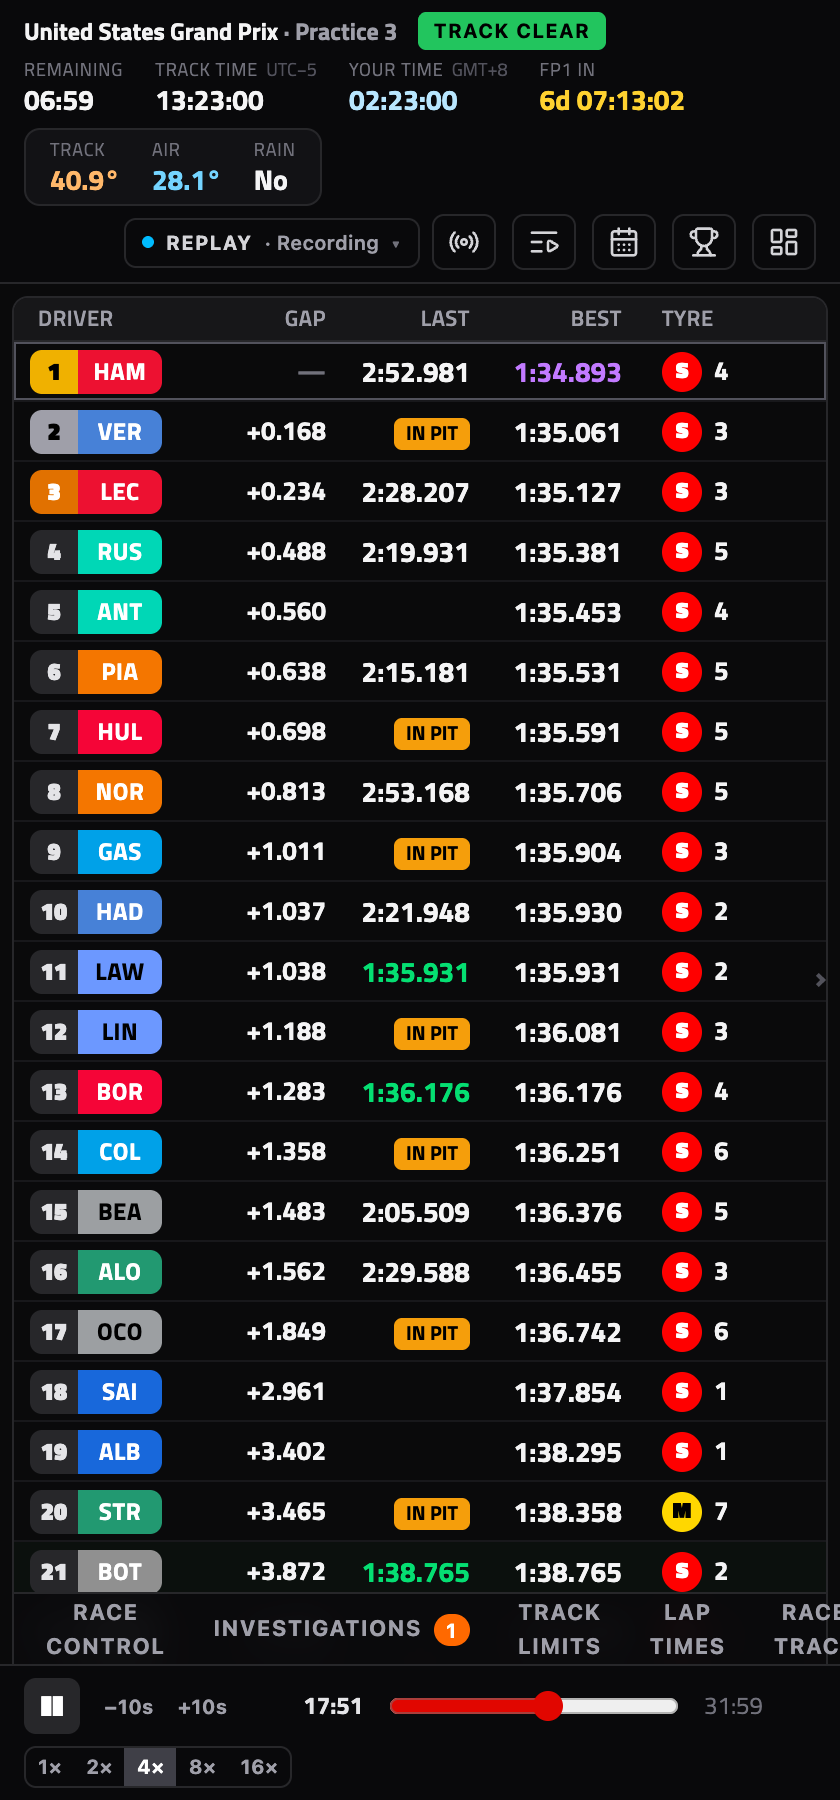 United States Grand Prix · Practice 3 TRACK CLEAR
REMAINING TRACK TIME UTC−5 YOUR TIME GMT+8 FP1 IN
06:59 13:23:00 02:23:00 6d 07:13:02
TRACK AIR RAIN
40.9° 28.1° No
REPLAY · Recording ▾
DRIVER GAP LAST BEST TYRE
1 HAM — 2:52.981 1:34.893 S 4
2 VER +0.168 IN PIT 1:35.061 S 3
3 LEC +0.234 2:28.207 1:35.127 S 3
4 RUS +0.488 2:19.931 1:35.381 S 5
5 ANT +0.560 1:35.453 S 4
6 PIA +0.638 2:15.181 1:35.531 S 5
7 HUL +0.698 IN PIT 1:35.591 S 5
8 NOR +0.813 2:53.168 1:35.706 S 5
9 GAS +1.011 IN PIT 1:35.904 S 3
10 HAD +1.037 2:21.948 1:35.930 S 2
11 LAW +1.038 1:35.931 1:35.931 S 2
12 LIN +1.188 IN PIT 1:36.081 S 3
13 BOR +1.283 1:36.176 1:36.176 S 4
14 COL +1.358 IN PIT 1:36.251 S 6
15 BEA +1.483 2:05.509 1:36.376 S 5
16 ALO +1.562 2:29.588 1:36.455 S 3
17 OCO +1.849 IN PIT 1:36.742 S 6
18 SAI +2.961 1:37.854 S 1
19 ALB +3.402 1:38.295 S 1
20 STR +3.465 IN PIT 1:38.358 M 7
21 BOT +3.872 1:38.765 1:38.765 S 2
RACE CONTROL
INVESTIGATIONS 1
TRACK LIMITS
LAP TIMES
RACE TRAC
−10s +10s 17:51 31:59
1× 2× 4× 8× 16×